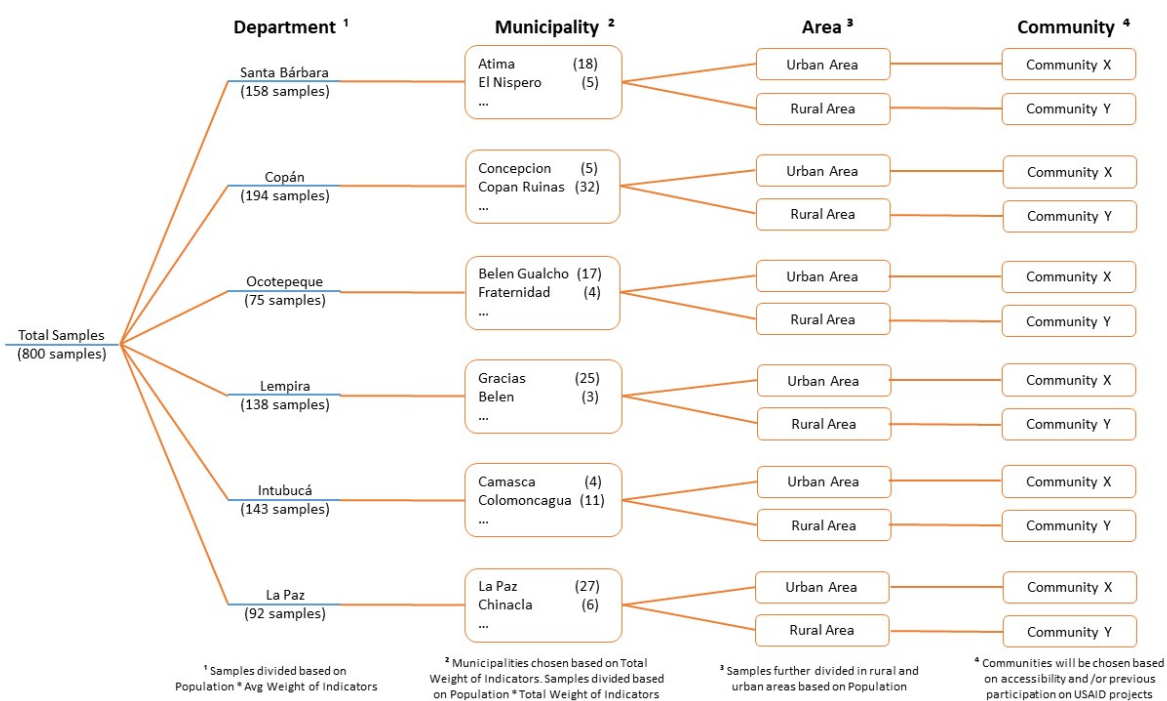 Department ¹
Municipality ²
Area ³
Community ⁴
Total Samples
(800 samples)
Santa Bárbara
(158 samples)
Atima (18)
El Nispero (5)
...
Urban Area
Community X
Rural Area
Community Y
Copán
(194 samples)
Concepcion (5)
Copan Ruinas (32)
...
Urban Area
Community X
Rural Area
Community Y
Ocotepeque
(75 samples)
Belen Gualcho (17)
Fraternidad (4)
...
Urban Area
Community X
Rural Area
Community Y
Lempira
(138 samples)
Gracias (25)
Belen (3)
...
Urban Area
Community X
Rural Area
Community Y
Intubucá
(143 samples)
Camasca (4)
Colomoncagua (11)
...
Urban Area
Community X
Rural Area
Community Y
La Paz
(92 samples)
La Paz (27)
Chinacla (6)
...
Urban Area
Community X
Rural Area
Community Y
¹ Samples divided based on
Population * Avg Weight of Indicators
² Municipalities chosen based on Total
Weight of Indicators. Samples divided based
on Population * Total Weight of Indicators
³ Samples further divided in rural and
urban areas based on Population
⁴ Communities will be chosen based
on accessibility and /or previous
participation on USAID projects